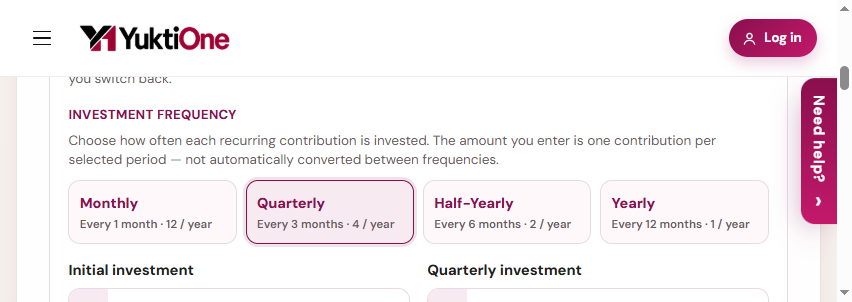 YuktiOne
Log in
you switch back.
INVESTMENT FREQUENCY
Choose how often each recurring contribution is invested. The amount you enter is one contribution per
selected period — not automatically converted between frequencies.
Monthly
Every 1 month · 12 / year
Quarterly
Every 3 months · 4 / year
Half-Yearly
Every 6 months · 2 / year
Yearly
Every 12 months · 1 / year
Initial investment
Quarterly investment
Need help? ›